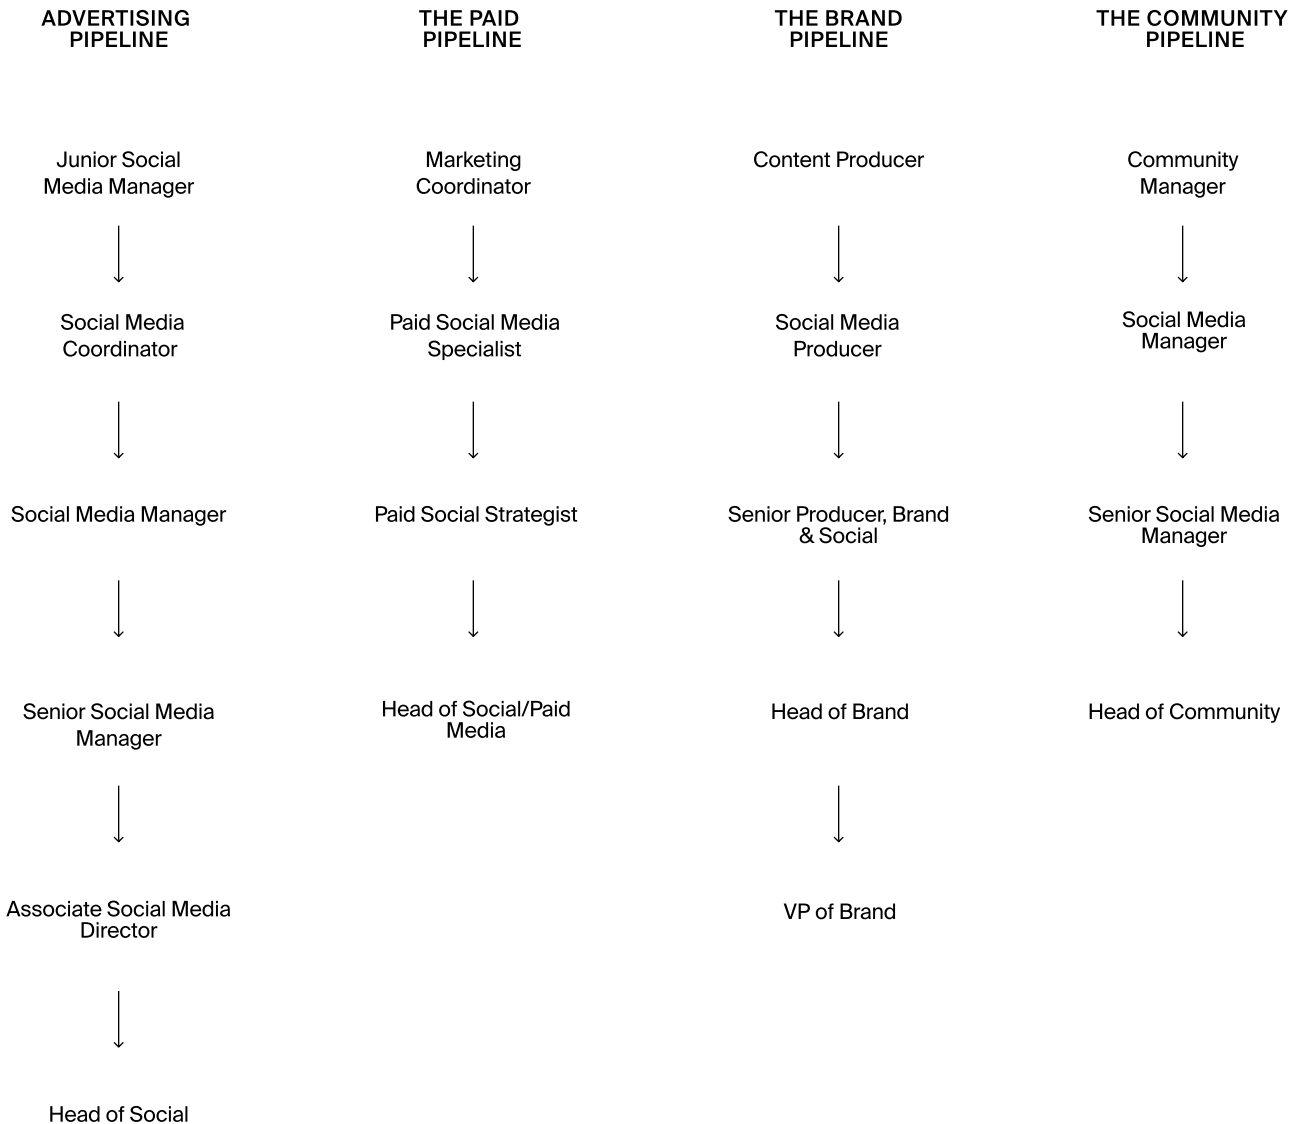 ADVERTISING
PIPELINE
Junior Social
Media Manager
Social Media
Coordinator
Social Media Manager
Senior Social Media
Manager
Associate Social Media
Director
Head of Social
THE PAID
PIPELINE
Marketing
Coordinator
Paid Social Media
Specialist
Paid Social Strategist
Head of Social/Paid
Media
THE BRAND
PIPELINE
Content Producer
Social Media
Producer
Senior Producer, Brand
& Social
Head of Brand
VP of Brand
THE COMMUNITY
PIPELINE
Community
Manager
Social Media
Manager
Senior Social Media
Manager
Head of Community